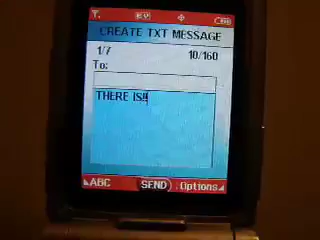 CREATE TXT MESSAGE
1/7 10/160
To:
THERE IS!!
ABC SEND Options